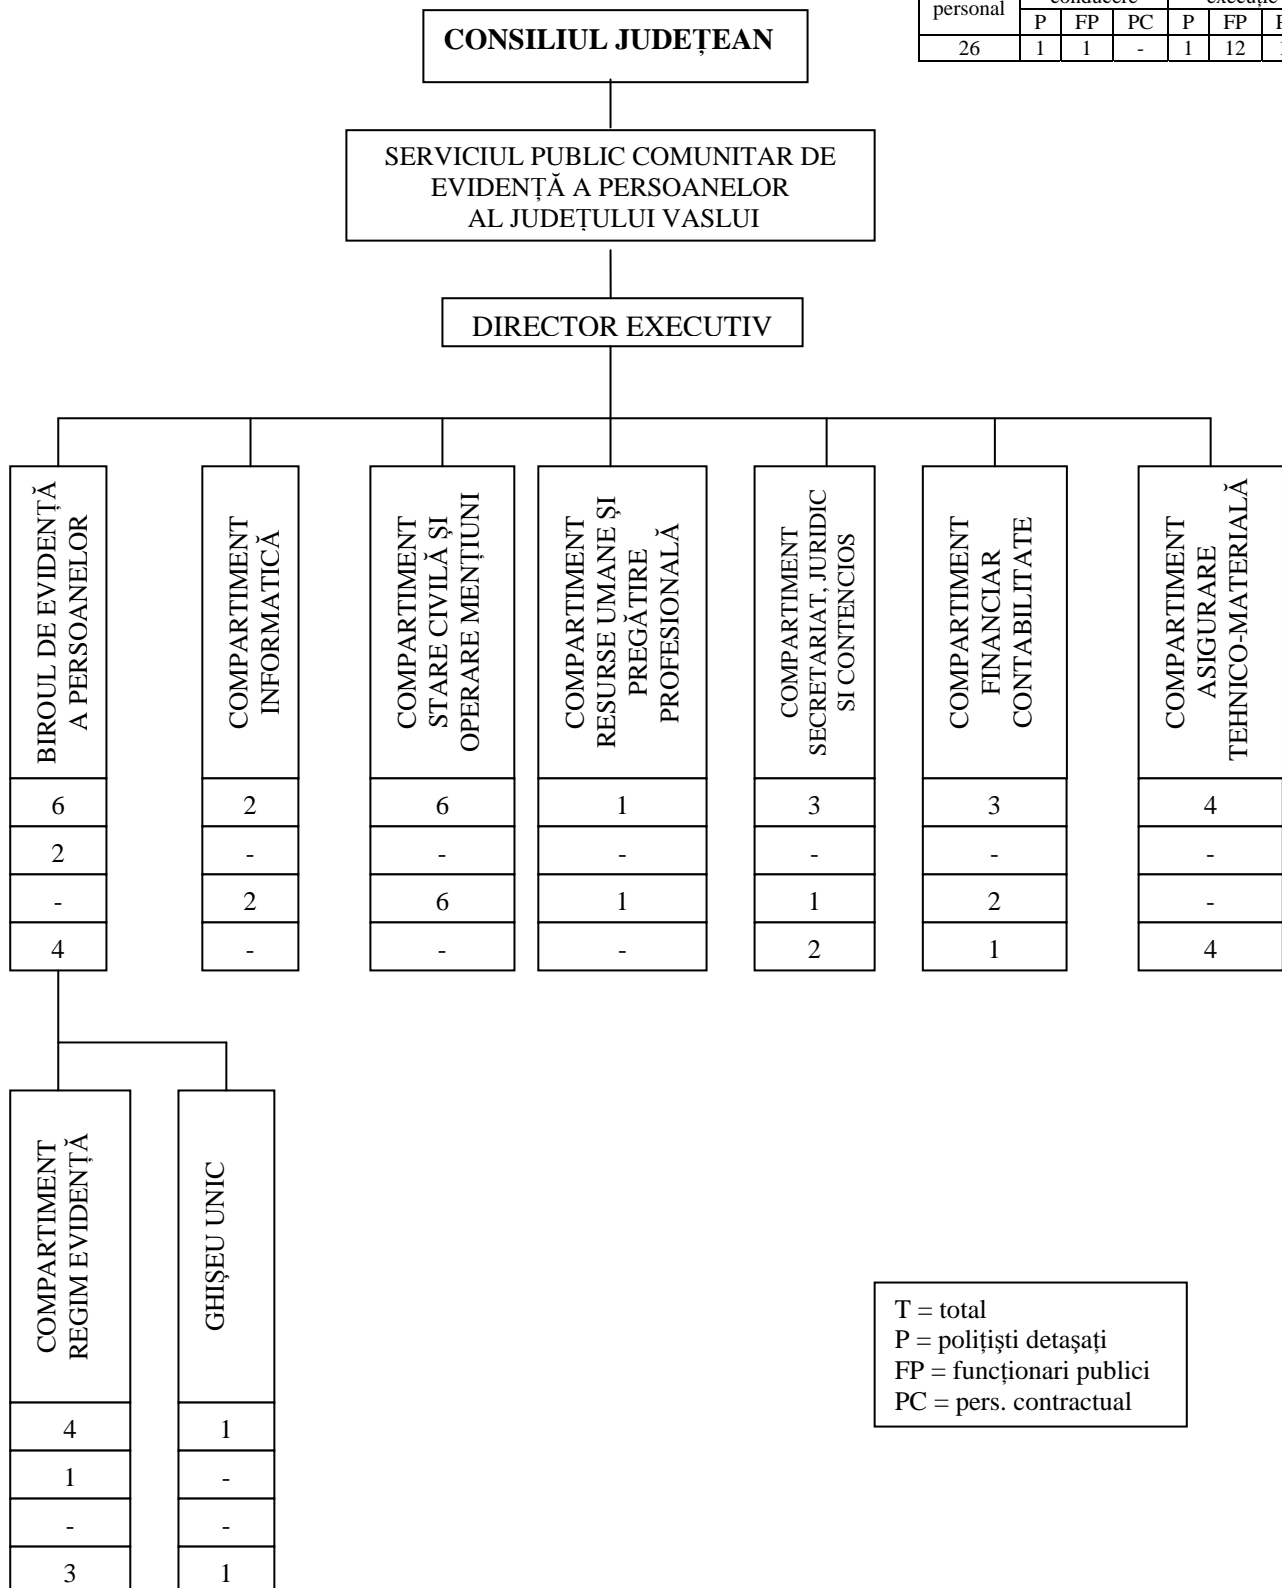 personal
P FP PC P FP
26 1 1 - 1 12
CONSILIUL JUDEȚEAN
SERVICIUL PUBLIC COMUNITAR DE
EVIDENȚĂ A PERSOANELOR
AL JUDEȚULUI VASLUI
DIRECTOR EXECUTIV
BIROUL DE EVIDENȚĂ
A PERSOANELOR
COMPARTIMENT
INFORMATICĂ
COMPARTIMENT
STARE CIVILĂ ȘI
OPERARE MENȚIUNI
COMPARTIMENT
RESURSE UMANE ȘI
PREGĂTIRE
PROFESIONALĂ
COMPARTIMENT
SECRETARIAT, JURIDIC
SI CONTENCIOS
COMPARTIMENT
FINANCIAR
CONTABILITATE
COMPARTIMENT
ASIGURARE
TEHNICO-MATERIALĂ
6 2 6 1 3 3 4
2 - - - - - -
- 2 6 1 1 2 -
4 - - - 2 1 4
COMPARTIMENT
REGIM EVIDENȚĂ
GHIŞEU UNIC
4 1
1 -
- -
3 1
T = total
P = polițişti detaşați
FP = funcționari publici
PC = pers. contractual